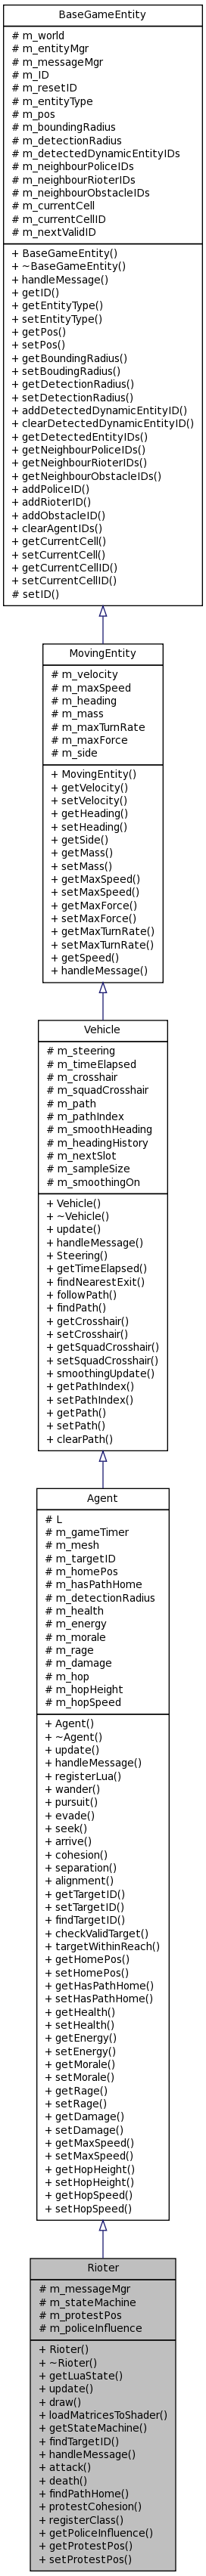 BaseGameEntity
# m_world
# m_entityMgr
# m_messageMgr
# m_ID
# m_resetID
# m_entityType
# m_pos
# m_boundingRadius
# m_detectionRadius
# m_detectedDynamicEntityIDs
# m_neighbourPoliceIDs
# m_neighbourRioterIDs
# m_neighbourObstacleIDs
# m_currentCell
# m_currentCellID
# m_nextValidID
+ BaseGameEntity()
+ ~BaseGameEntity()
+ handleMessage()
+ getID()
+ getEntityType()
+ setEntityType()
+ getPos()
+ setPos()
+ getBoundingRadius()
+ setBoudingRadius()
+ getDetectionRadius()
+ setDetectionRadius()
+ addDetectedDynamicEntityID()
+ clearDetectedDynamicEntityID()
+ getDetectedEntityIDs()
+ getNeighbourPoliceIDs()
+ getNeighbourRioterIDs()
+ getNeighbourObstacleIDs()
+ addPoliceID()
+ addRioterID()
+ addObstacleID()
+ clearAgentIDs()
+ getCurrentCell()
+ setCurrentCell()
+ getCurrentCellID()
+ setCurrentCellID()
# setID()
MovingEntity
# m_velocity
# m_maxSpeed
# m_heading
# m_mass
# m_maxTurnRate
# m_maxForce
# m_side
+ MovingEntity()
+ getVelocity()
+ setVelocity()
+ getHeading()
+ setHeading()
+ getSide()
+ getMass()
+ setMass()
+ getMaxSpeed()
+ setMaxSpeed()
+ getMaxForce()
+ setMaxForce()
+ getMaxTurnRate()
+ setMaxTurnRate()
+ getSpeed()
+ handleMessage()
Vehicle
# m_steering
# m_timeElapsed
# m_crosshair
# m_squadCrosshair
# m_path
# m_pathIndex
# m_smoothHeading
# m_headingHistory
# m_nextSlot
# m_sampleSize
# m_smoothingOn
+ Vehicle()
+ ~Vehicle()
+ update()
+ handleMessage()
+ Steering()
+ getTimeElapsed()
+ findNearestExit()
+ followPath()
+ findPath()
+ getCrosshair()
+ setCrosshair()
+ getSquadCrosshair()
+ setSquadCrosshair()
+ smoothingUpdate()
+ getPathIndex()
+ setPathIndex()
+ getPath()
+ setPath()
+ clearPath()
Agent
# L
# m_gameTimer
# m_mesh
# m_targetID
# m_homePos
# m_hasPathHome
# m_detectionRadius
# m_health
# m_energy
# m_morale
# m_rage
# m_damage
# m_hop
# m_hopHeight
# m_hopSpeed
+ Agent()
+ ~Agent()
+ update()
+ handleMessage()
+ registerLua()
+ wander()
+ pursuit()
+ evade()
+ seek()
+ arrive()
+ cohesion()
+ separation()
+ alignment()
+ getTargetID()
+ setTargetID()
+ findTargetID()
+ checkValidTarget()
+ targetWithinReach()
+ getHomePos()
+ setHomePos()
+ getHasPathHome()
+ setHasPathHome()
+ getHealth()
+ setHealth()
+ getEnergy()
+ setEnergy()
+ getMorale()
+ setMorale()
+ getRage()
+ setRage()
+ getDamage()
+ setDamage()
+ getMaxSpeed()
+ setMaxSpeed()
+ getHopHeight()
+ setHopHeight()
+ getHopSpeed()
+ setHopSpeed()
Rioter
# m_messageMgr
# m_stateMachine
# m_protestPos
# m_policeInfluence
+ Rioter()
+ ~Rioter()
+ getLuaState()
+ update()
+ draw()
+ loadMatricesToShader()
+ getStateMachine()
+ findTargetID()
+ handleMessage()
+ attack()
+ death()
+ findPathHome()
+ protestCohesion()
+ registerClass()
+ getPoliceInfluence()
+ getProtestPos()
+ setProtestPos()